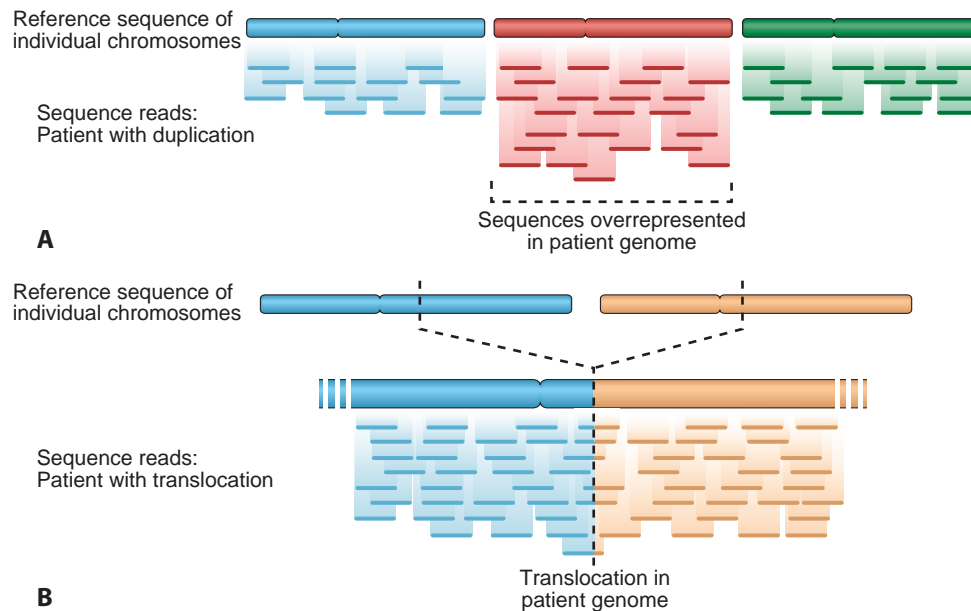 Reference sequence of
individual chromosomes
Sequence reads:
Patient with duplication
Sequences overrepresented
in patient genome
A
Reference sequence of
individual chromosomes
Sequence reads:
Patient with translocation
Translocation in
patient genome
B